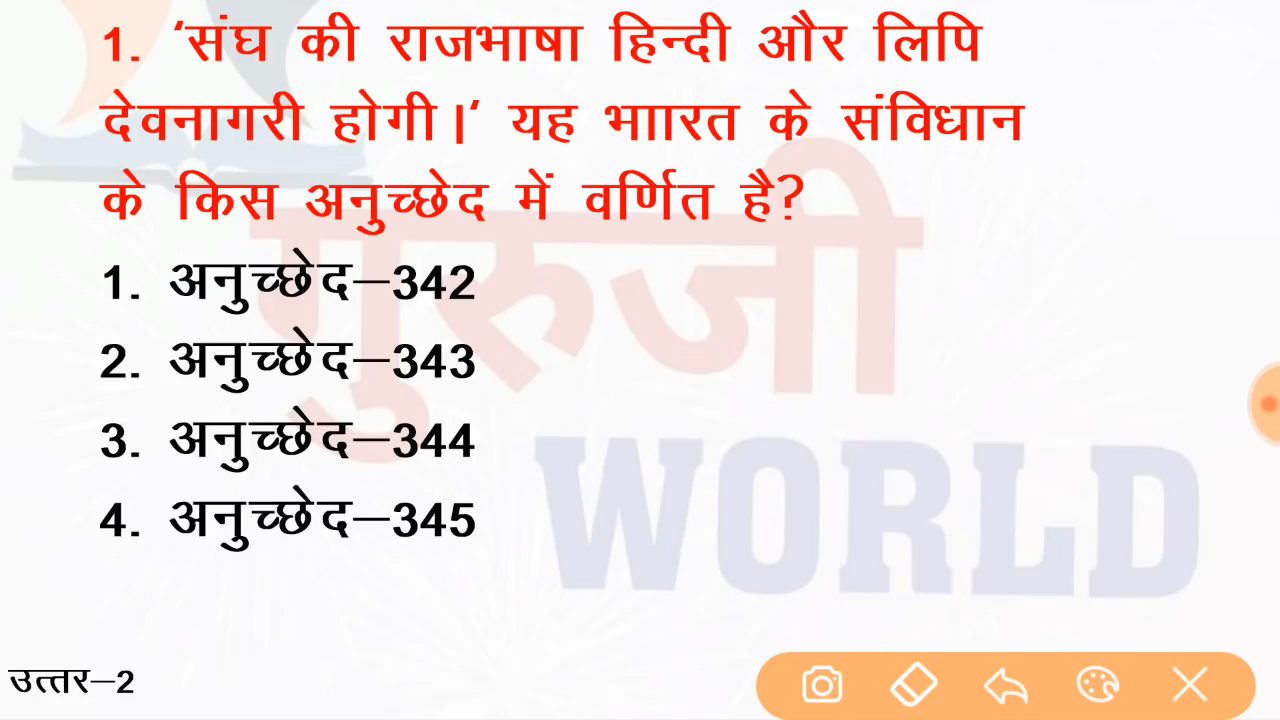 1. ‘संघ की राजभाषा हिन्दी और लिपि
देवनागरी होगी।‘ यह भाारत के संविधान
के किस अनुच्छेद में वर्णित है?
1. अनुच्छेद–342
2. अनुच्छेद–343
3. अनुच्छेद–344
4. अनुच्छेद–345
गुरुजी
WORLD
उत्तर–2